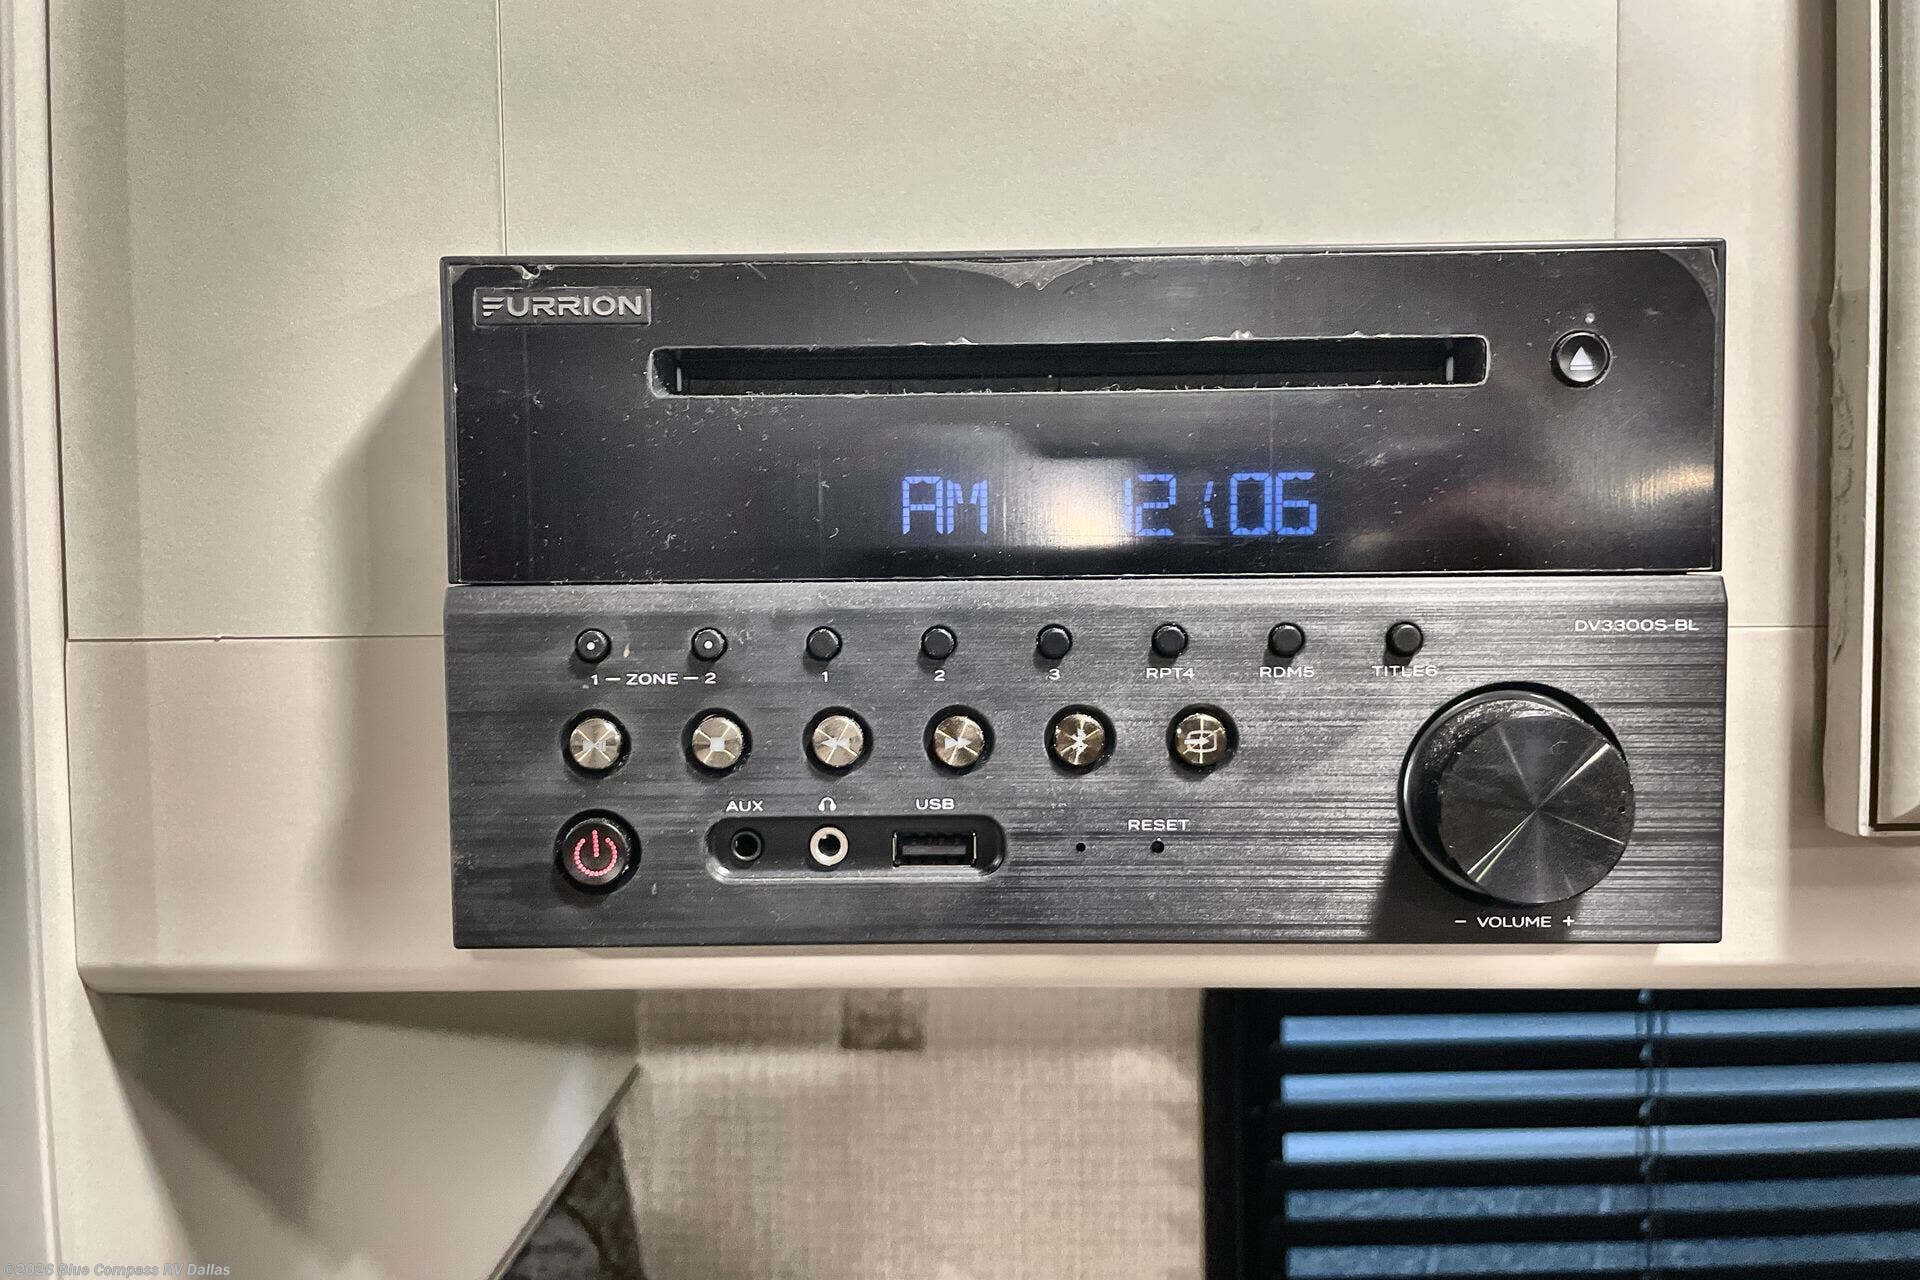 FURRION
AM 12:06
DV3300S-BL
1 — ZONE — 2 1 2 3 RPT4 RDM5 TITLE6
AUX USB
RESET
- VOLUME +
©2026 Blue Compass RV Dallas